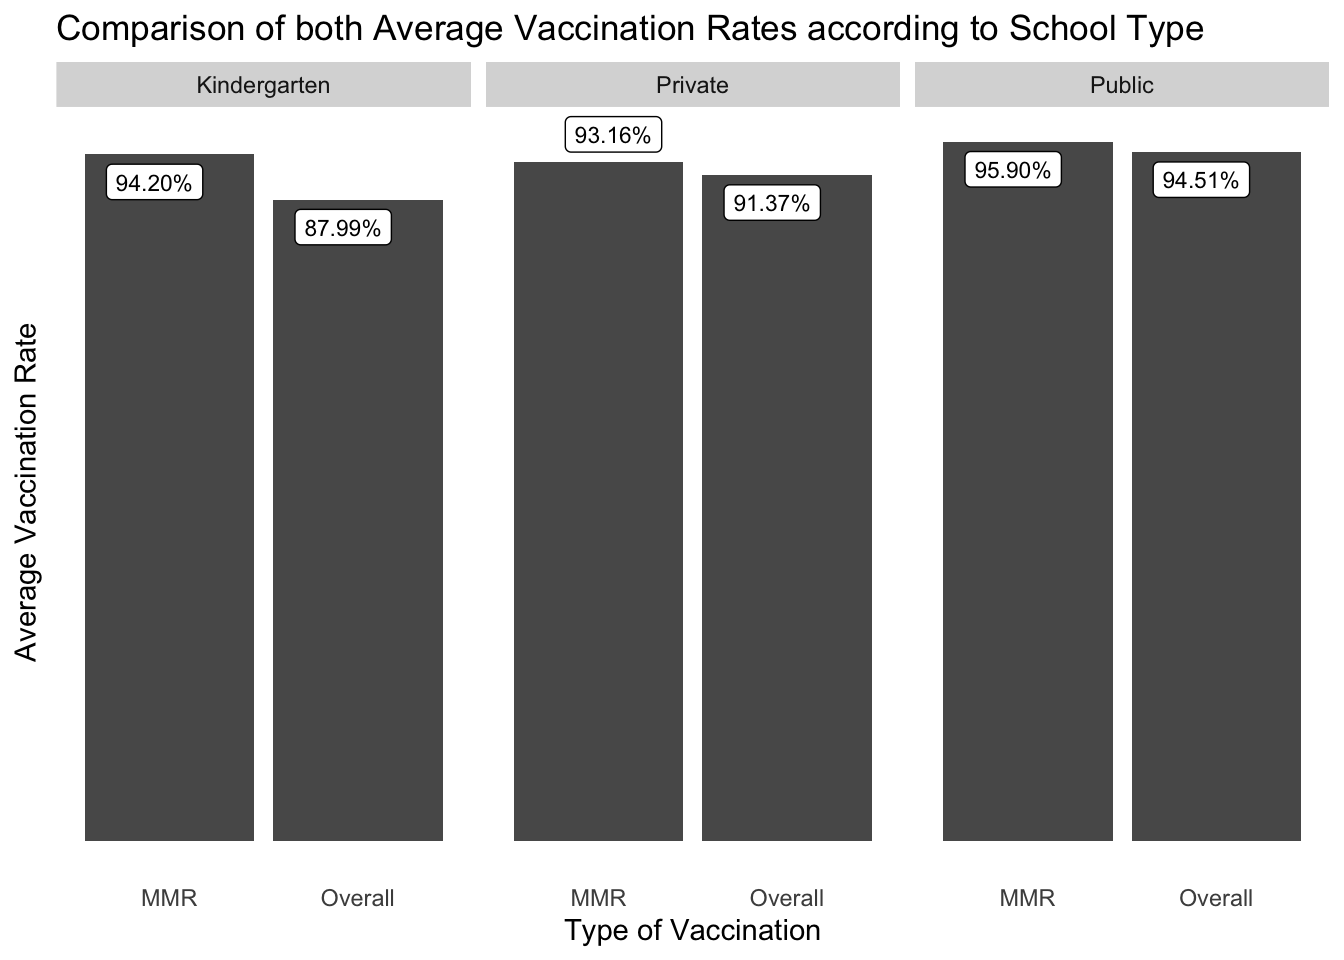 Comparison of both Average Vaccination Rates according to School Type
Kindergarten
Private
Public
94.20%
87.99%
93.16%
91.37%
95.90%
94.51%
Average Vaccination Rate
MMR
Overall
MMR
Overall
MMR
Overall
Type of Vaccination